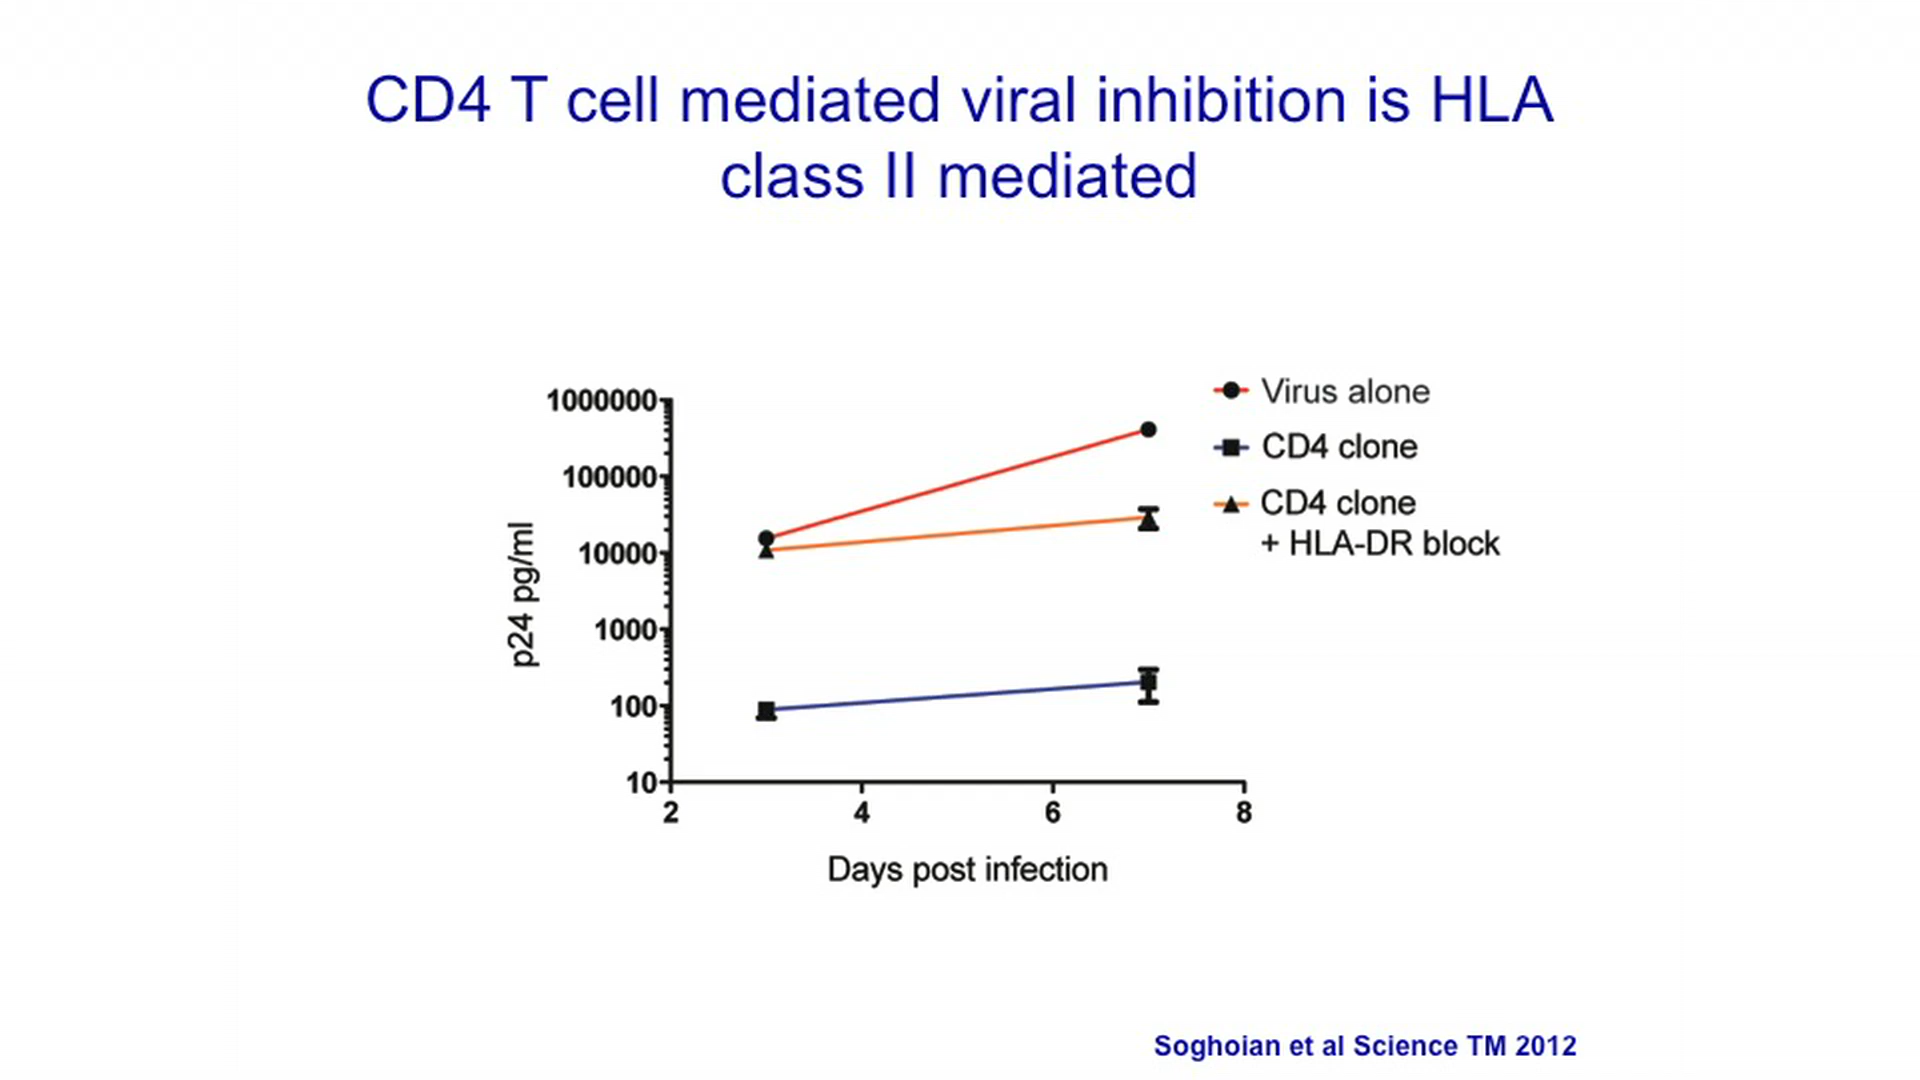 CD4 T cell mediated viral inhibition is HLA
class II mediated
1000000
100000
10000
1000
100
10
p24 pg/ml
2 4 6 8
Days post infection
Virus alone
CD4 clone
CD4 clone
+ HLA-DR block
Soghoian et al Science TM 2012